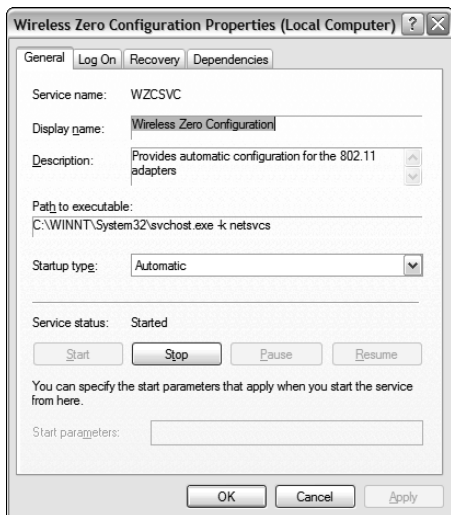 Wireless Zero Configuration Properties (Local Computer)
General Log On Recovery Dependencies
Service name: WZCSVC
Display name: Wireless Zero Configuration
Description: Provides automatic configuration for the 802.11
adapters
Path to executable:
C:\WINNT\System32\svchost.exe -k netsvcs
Startup type: Automatic
Service status: Started
Start Stop Pause Resume
You can specify the start parameters that apply when you start the service
from here.
Start parameters:
OK Cancel Apply